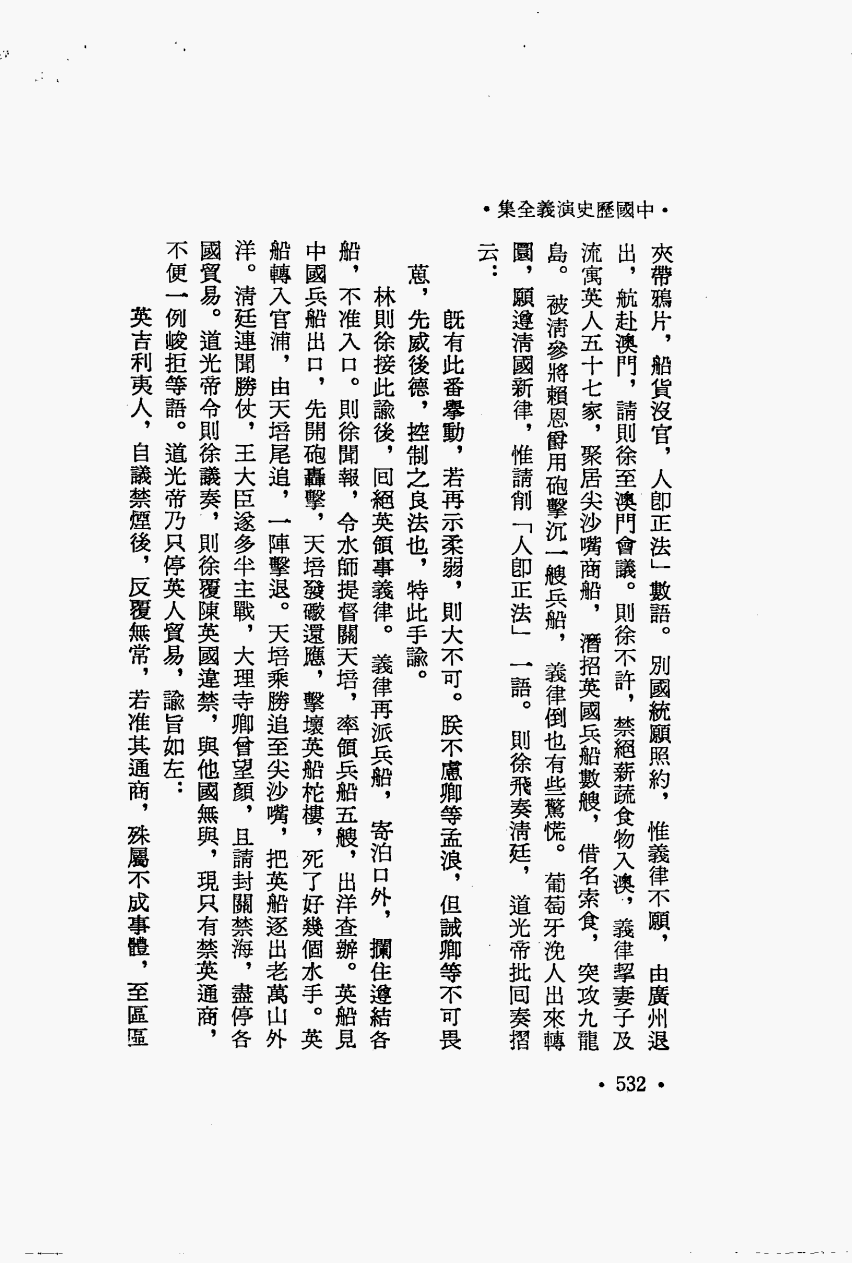 •中國歷史演義全集•
夾帶鴉片，船貨沒官，人卽正法」數語。別國統願照約，惟義律不願，由廣州退
出，航赴澳門，請則徐至澳門會議。則徐不許，禁絕薪蔬食物入澳，義律挈妻子及
流寓英人五十七家，聚居尖沙嘴商船，潛招英國兵船數艘，借名索食，突攻九龍
島。被淸參將賴恩爵用砲擊沉一艘兵船，義律倒也有些驚慌。葡萄牙浼人出來轉
圜，願遵淸國新律，惟請削「人卽正法」一語。則徐飛奏淸廷，道光帝批回奏摺
云：
旣有此番擧動，若再示柔弱，則大不可。朕不慮卿等孟浪，但誡卿等不可畏
葸，先威後德，控制之良法也，特此手諭。
林則徐接此諭後，回絕英領事義律。義律再派兵船，寄泊口外，攔住遵結各
船，不准入口。則徐聞報，令水師提督關天培，率領兵船五艘，出洋查辦。英船見
中國兵船出口，先開砲轟擊，天培發礮還應，擊壞英船柁樓，死了好幾個水手。英
船轉入官浦，由天培尾追，一陣擊退。天培乘勝追至尖沙嘴，把英船逐出老萬山外
洋。淸廷連聞勝仗，王大臣遂多半主戰，大理寺卿曾望顏，且請封關禁海，盡停各
國貿易。道光帝令則徐議奏，則徐覆陳英國違禁，與他國無與，現只有禁英通商，
不便一例峻拒等語。道光帝乃只停英人貿易，諭旨如左：
英吉利夷人，自議禁煙後，反覆無常，若准其通商，殊屬不成事體，至區區
•532•